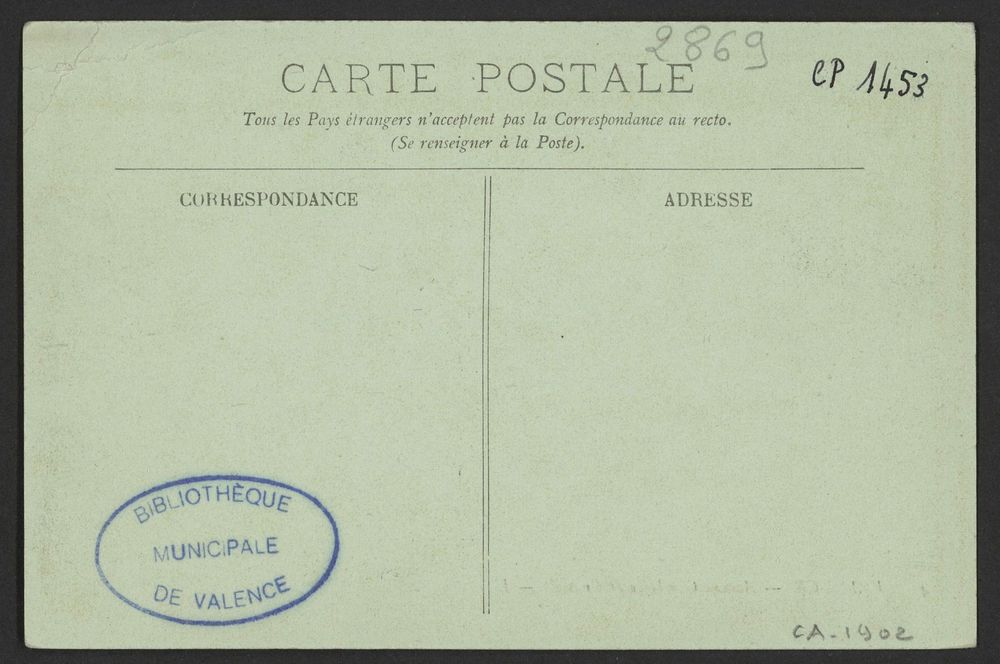 2869
CARTE POSTALE
CP 1453
Tous les Pays étrangers n'acceptent pas la Correspondance au recto.
(Se renseigner à la Poste).
CORRESPONDANCE
ADRESSE
BIBLIOTHÈQUE
MUNICIPALE
DE VALENCE
CA-1902